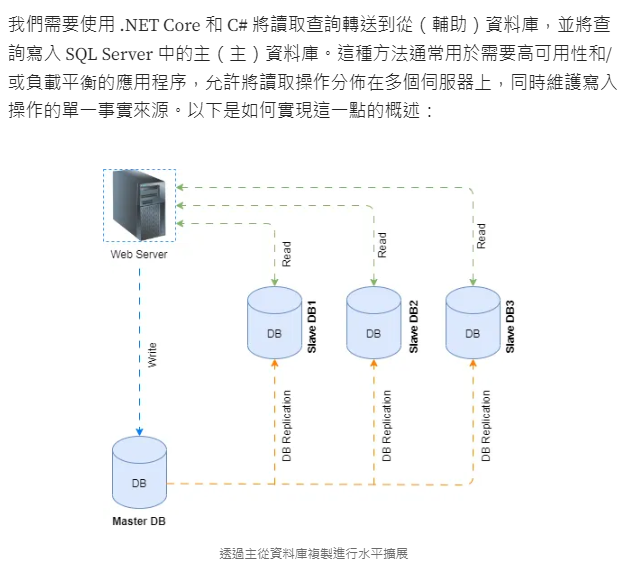 我們需要使用 .NET Core 和 C# 將讀取查詢轉送到從（輔助）資料庫，並將查
詢寫入 SQL Server 中的主（主）資料庫。這種方法通常用於需要高可用性和/
或負載平衡的應用程序，允許將讀取操作分佈在多個伺服器上，同時維護寫入
操作的單一事實來源。以下是如何實現這一點的概述：
Web Server
Read
Read
Read
DB
Slave DB1
DB
Slave DB2
DB
Slave DB3
Write
DB Replication
DB Replication
DB Replication
DB
Master DB
透過主從資料庫複製進行水平擴展